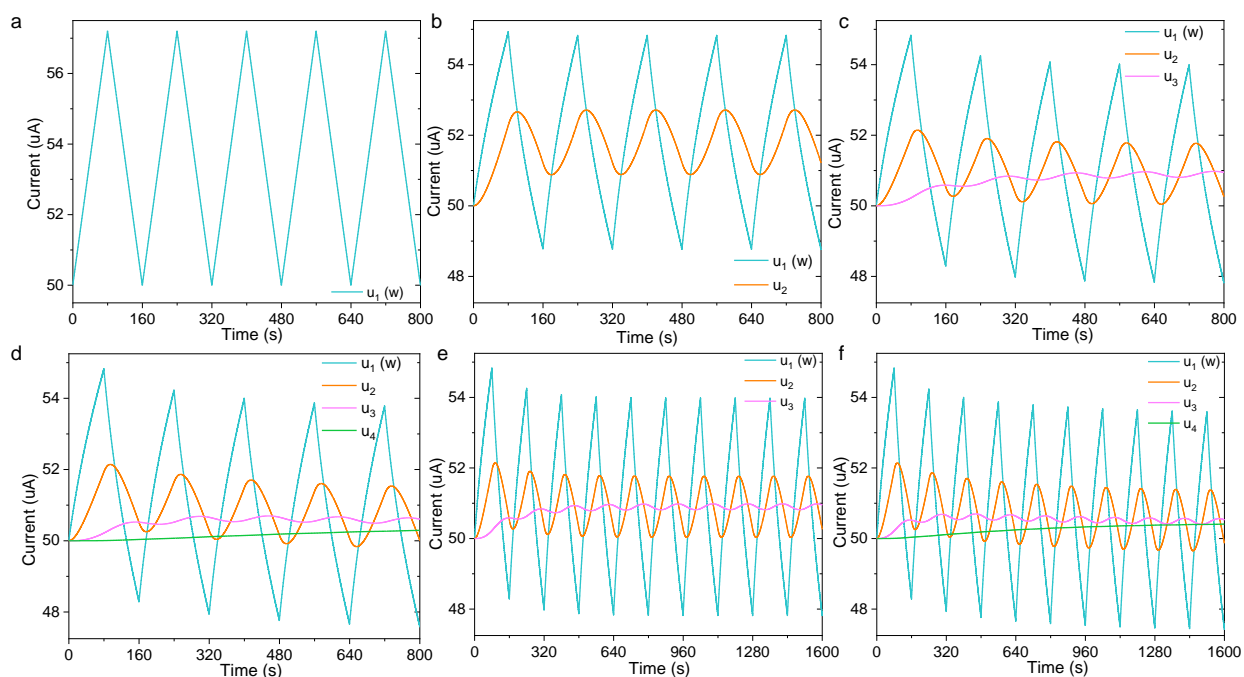 a
56
54
52
50
Current (uA)
u1 (w)
0 160 320 480 640 800
Time (s)
b
54
52
50
48
Current (uA)
u1 (w)
u2
0 160 320 480 640 800
Time (s)
c
54
52
50
48
Current (uA)
u1 (w)
u2
u3
0 160 320 480 640 800
Time (s)
d
54
52
50
48
Current (uA)
u1 (w)
u2
u3
u4
0 160 320 480 640 800
Time (s)
e
54
52
50
48
Current (uA)
u1 (w)
u2
u3
0 320 640 960 1280 1600
Time (s)
f
54
52
50
48
Current (uA)
u1 (w)
u2
u3
u4
0 320 640 960 1280 1600
Time (s)